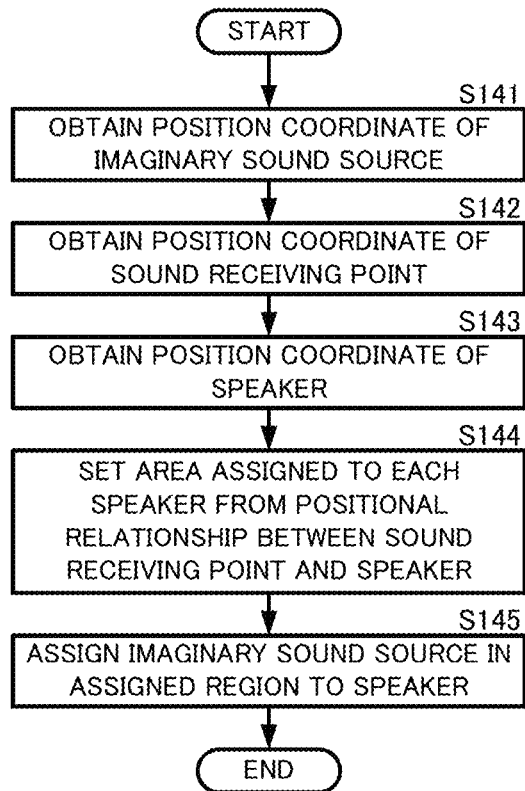 START
S141
OBTAIN POSITION COORDINATE OF
IMAGINARY SOUND SOURCE
S142
OBTAIN POSITION COORDINATE OF
SOUND RECEIVING POINT
S143
OBTAIN POSITION COORDINATE OF
SPEAKER
S144
SET AREA ASSIGNED TO EACH
SPEAKER FROM POSITIONAL
RELATIONSHIP BETWEEN SOUND
RECEIVING POINT AND SPEAKER
S145
ASSIGN IMAGINARY SOUND SOURCE IN
ASSIGNED REGION TO SPEAKER
END